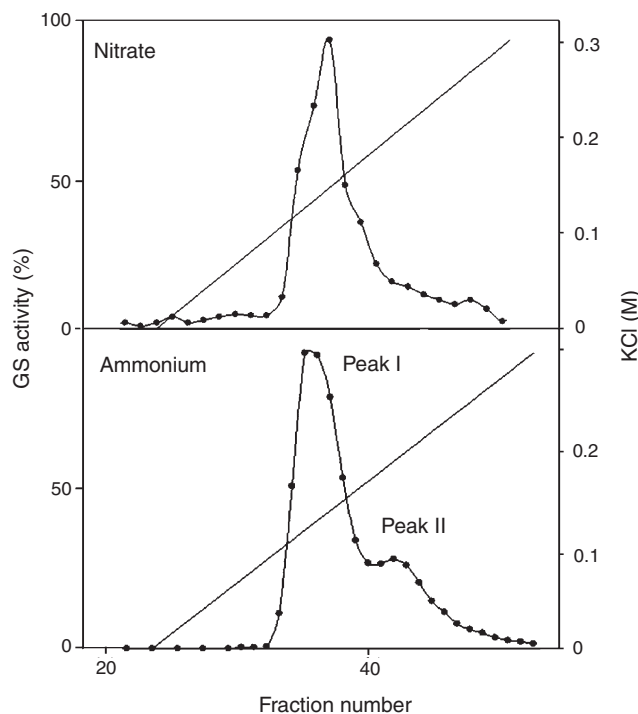 100
Nitrate
0.3
0.2
50
0.1
0
0
GS activity (%)
KCl (M)
Ammonium
Peak I
0.2
50
Peak II
0.1
0
0
20
40
Fraction number